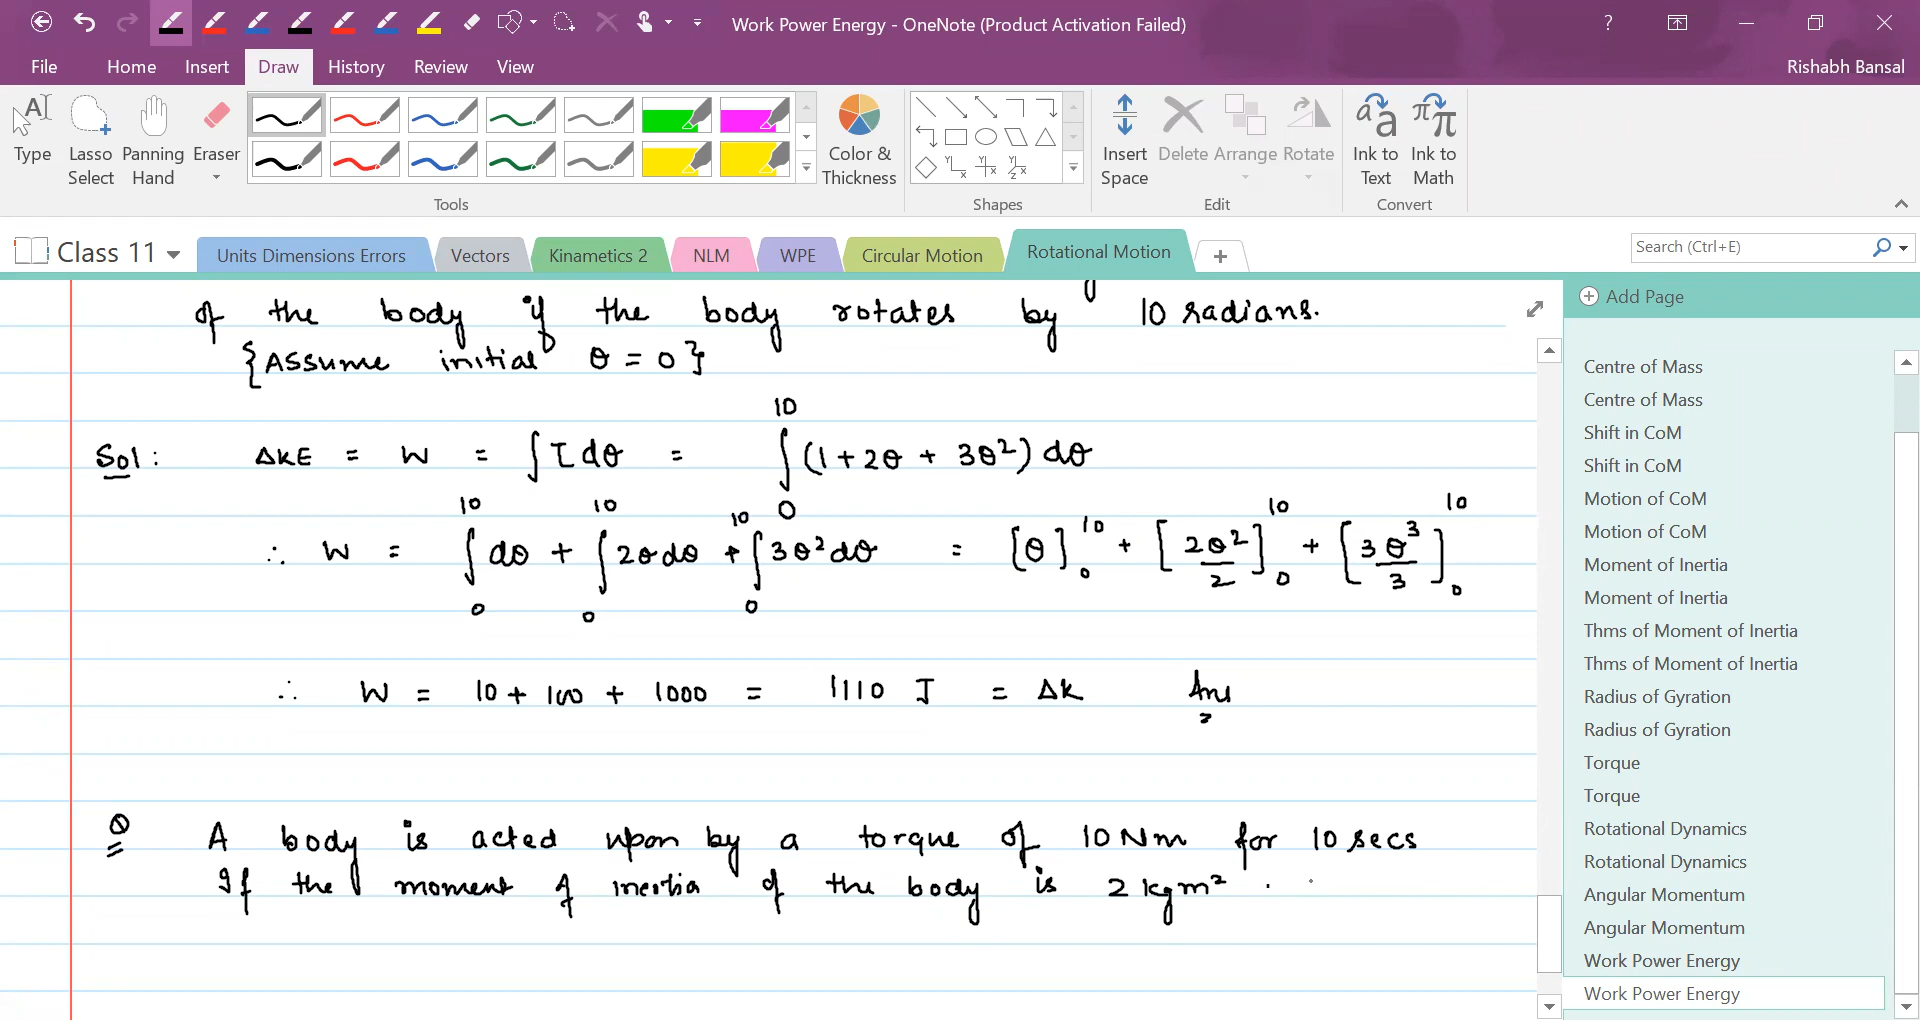 Work Power Energy - OneNote (Product Activation Failed)
?
File Home Insert Draw History Review View
Rishabh Bansal
Type
Lasso Select
Panning Hand
Eraser
Color & Thickness
Insert Space
Delete
Arrange
Rotate
Ink to Text
Ink to Math
Tools
Shapes
Edit
Convert
Class 11
Units Dimensions Errors
Vectors
Kinametics 2
NLM
WPE
Circular Motion
Rotational Motion
Search (Ctrl+E)
of the body if the body rotates by 10 radians.
{Assume initial θ = 0}
Sol : ΔKE = W = ∫τ dθ = ∫₀¹⁰ (1 + 2θ + 3θ²) dθ
∴ W = ∫₀¹⁰ dθ + ∫₀¹⁰ 2θdθ + ∫₀¹⁰ 3θ²dθ = [θ]₀¹⁰ + [2θ²/2]₀¹⁰ + [3θ³/3]₀¹⁰
∴ W = 10 + 100 + 1000 = 1110 J = ΔK Ans
Q A body is acted upon by a torque of 10 Nm for 10 secs
If the moment of inertia of the body is 2 kgm² .
Add Page
Centre of Mass
Centre of Mass
Shift in CoM
Shift in CoM
Motion of CoM
Motion of CoM
Moment of Inertia
Moment of Inertia
Thms of Moment of Inertia
Thms of Moment of Inertia
Radius of Gyration
Radius of Gyration
Torque
Torque
Rotational Dynamics
Rotational Dynamics
Angular Momentum
Angular Momentum
Work Power Energy
Work Power Energy